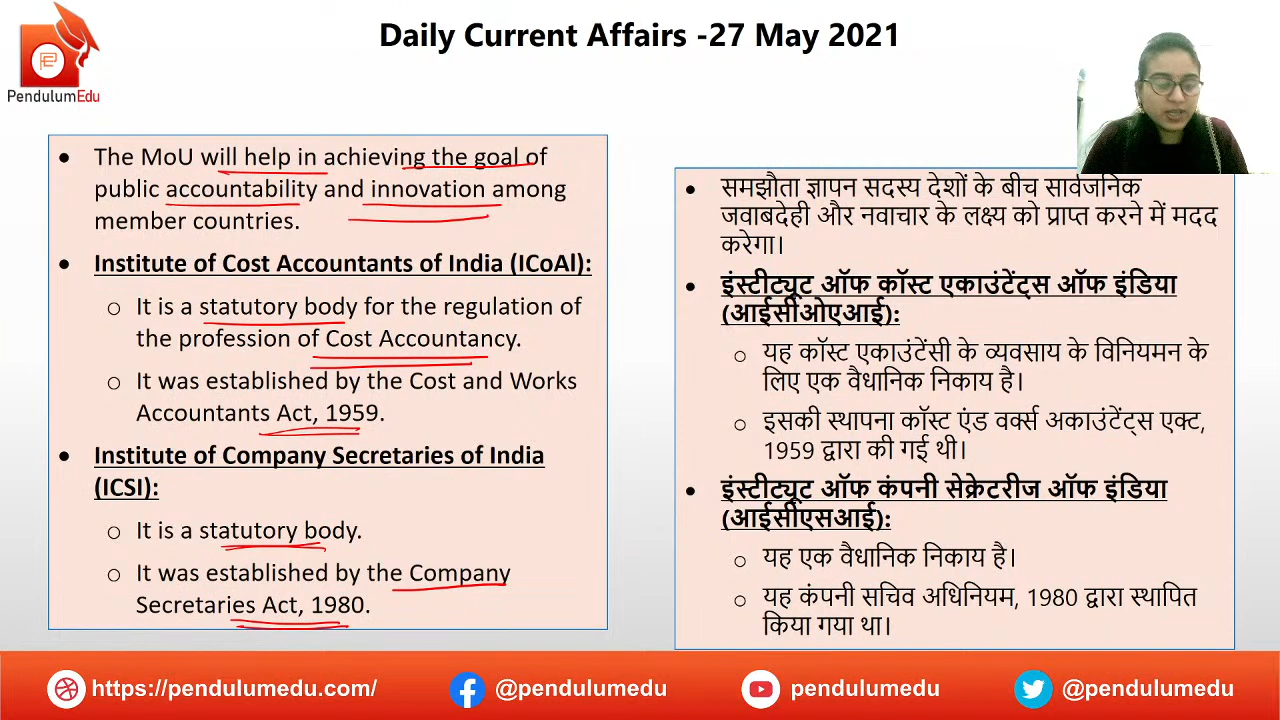 Daily Current Affairs -27 May 2021
PendulumEdu
• The MoU will help in achieving the goal of
public accountability and innovation among
member countries.
• Institute of Cost Accountants of India (ICoAI):
o It is a statutory body for the regulation of
the profession of Cost Accountancy.
o It was established by the Cost and Works
Accountants Act, 1959.
• Institute of Company Secretaries of India
(ICSI):
o It is a statutory body.
o It was established by the Company
Secretaries Act, 1980.
• समझौता ज्ञापन सदस्य देशों के बीच सार्वजनिक
जवाबदेही और नवाचार के लक्ष्य को प्राप्त करने में मदद
करेगा।
• इंस्टीट्यूट ऑफ कॉस्ट एकाउंटेंट्स ऑफ इंडिया
(आईसीओएआई):
o यह कॉस्ट एकाउंटेंसी के व्यवसाय के विनियमन के
लिए एक वैधानिक निकाय है।
o इसकी स्थापना कॉस्ट एंड वर्क्स अकाउंटेंट्स एक्ट,
1959 द्वारा की गई थी।
• इंस्टीट्यूट ऑफ कंपनी सेक्रेटरीज ऑफ इंडिया
(आईसीएसआई):
o यह एक वैधानिक निकाय है।
o यह कंपनी सचिव अधिनियम, 1980 द्वारा स्थापित
किया गया था।
https://pendulumedu.com/
@pendulumedu
pendulumedu
@pendulumedu